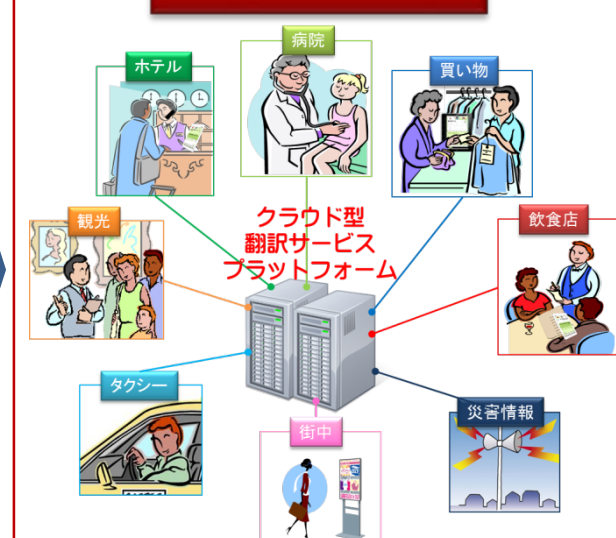 病院
ホテル
買い物
クラウド型
翻訳サービス
プラットフォーム
観光
飲食店
タクシー
災害情報
街中